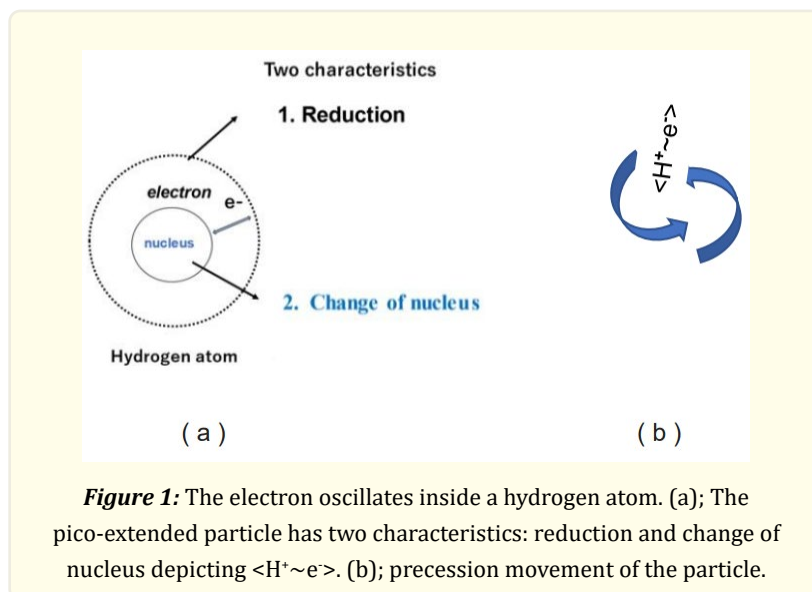 Two characteristics
1. Reduction
electron
e-
nucleus
2. Change of nucleus
Hydrogen atom
( a )
<H⁺~e⁻>
( b )
Figure 1: The electron oscillates inside a hydrogen atom. (a); The
pico-extended particle has two characteristics: reduction and change of
nucleus depicting <H⁺~e⁻>. (b); precession movement of the particle.